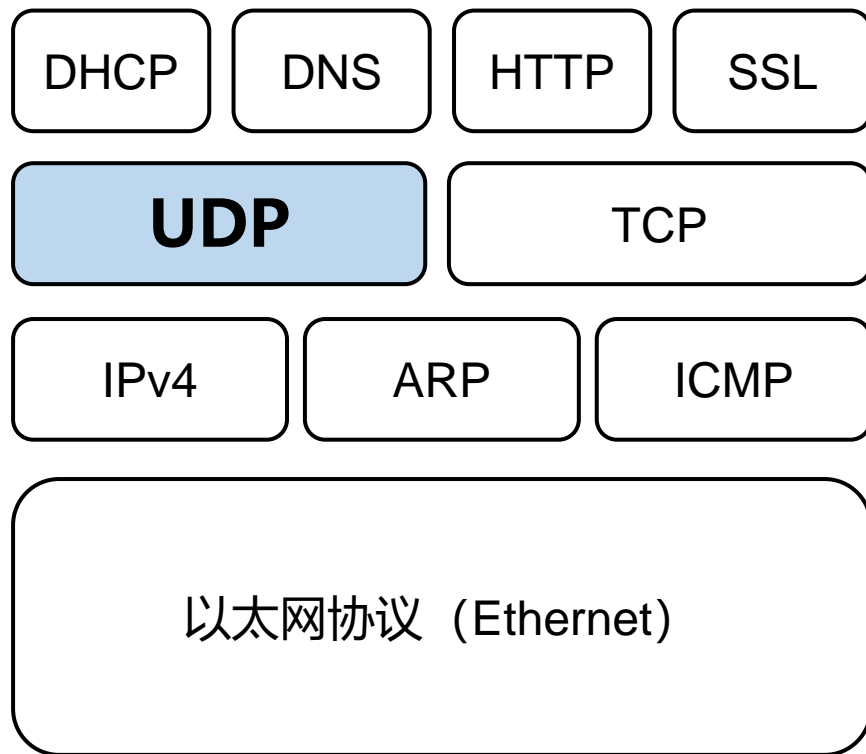 DHCP DNS HTTP SSL
UDP TCP
IPv4 ARP ICMP
以太网协议（Ethernet）